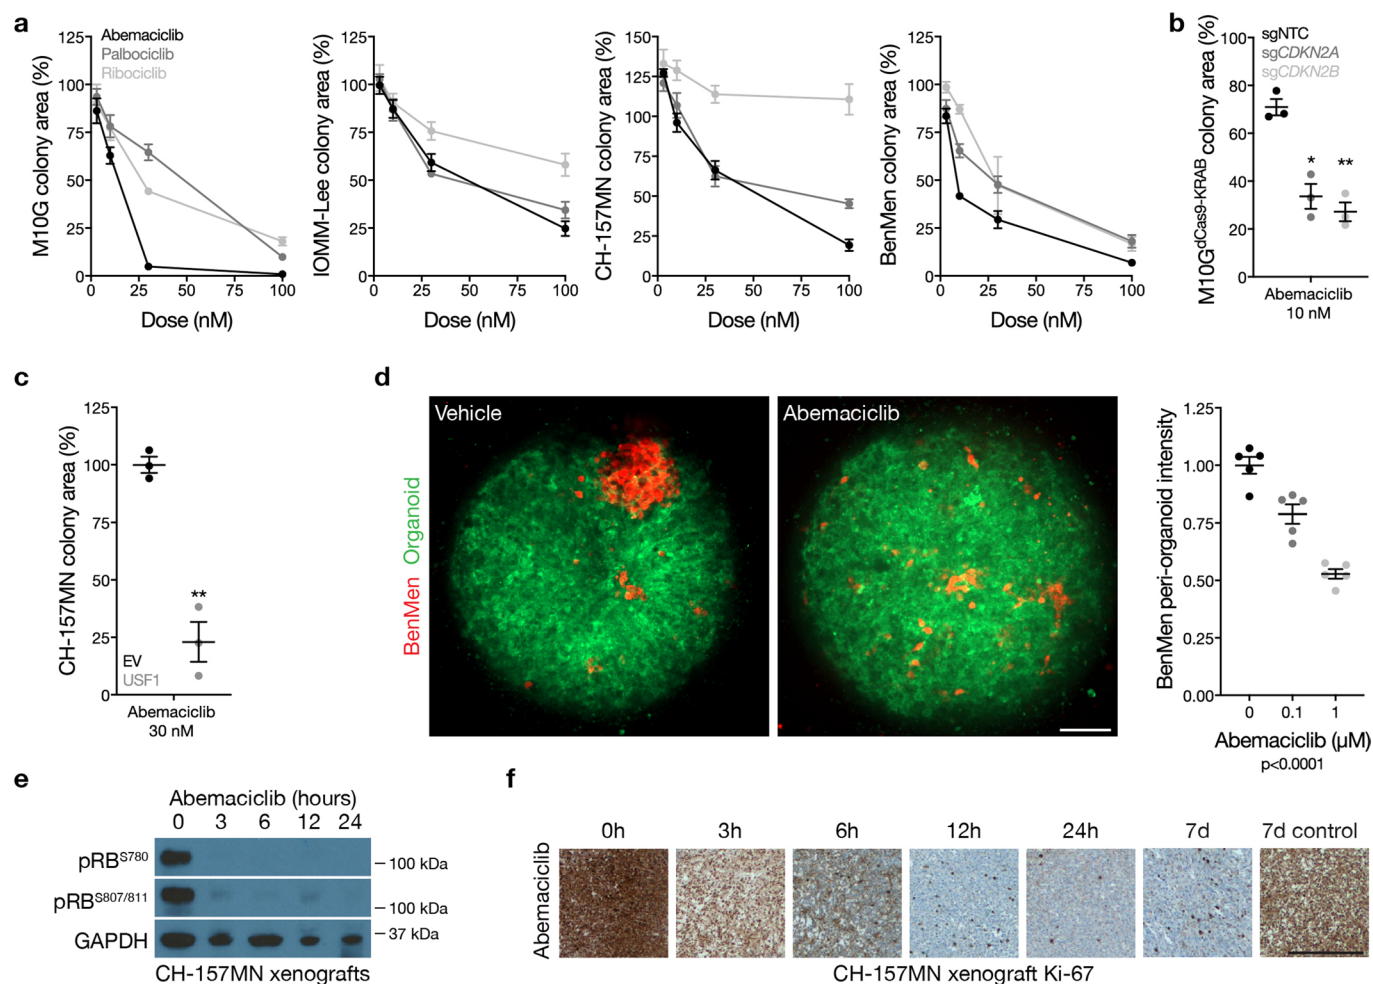 a
Abemaciclib
Palbociclib
Ribociclib
M10G colony area (%)
125
100
75
50
25
0
0 25 50 75 100
Dose (nM)
IOMM-Lee colony area (%)
125
100
75
50
25
0
0 25 50 75 100
Dose (nM)
CH-157MN colony area (%)
150
125
100
75
50
25
0
0 25 50 75 100
Dose (nM)
BenMen colony area (%)
125
100
75
50
25
0
0 25 50 75 100
Dose (nM)
b
sgNTC
sgCDKN2A
sgCDKN2B
M10GdCas9-KRAB colony area (%)
100
80
60
40
20
0
* **
Abemaciclib
10 nM
c
CH-157MN colony area (%)
125
100
75
50
25
0
**
EV
USF1
Abemaciclib
30 nM
d
BenMen Organoid
Vehicle
Abemaciclib
BenMen peri-organoid intensity
1.25
1.00
0.75
0.50
0.25
0.00
0 0.1 1
Abemaciclib (µM)
p<0.0001
e
Abemaciclib (hours)
0 3 6 12 24
pRBS780
100 kDa
pRBS807/811
100 kDa
GAPDH
37 kDa
CH-157MN xenografts
f
Abemaciclib
0h 3h 6h 12h 24h 7d 7d control
CH-157MN xenograft Ki-67